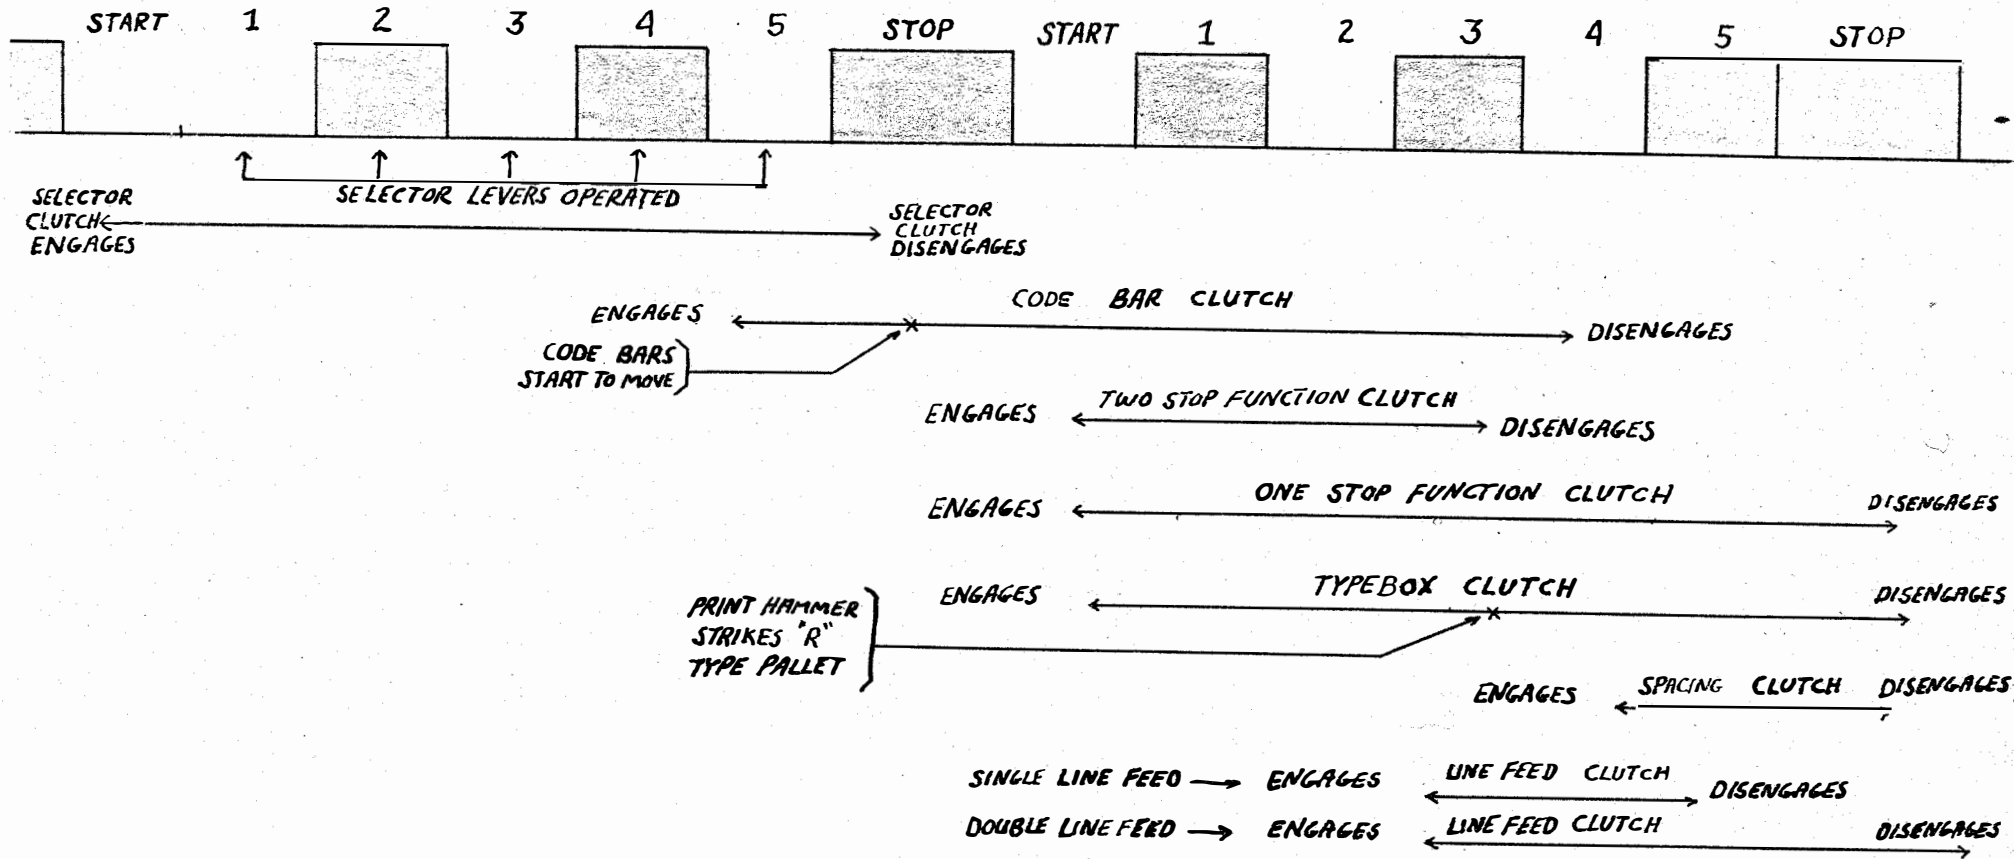 START 1 2 3 4 5 STOP START 1 2 3 4 5 STOP
SELECTOR LEVERS OPERATED
SELECTOR
CLUTCH
ENGAGES
SELECTOR
CLUTCH
DISENGAGES
ENGAGES CODE BAR CLUTCH DISENGAGES
CODE BARS
START TO MOVE
ENGAGES TWO STOP FUNCTION CLUTCH DISENGAGES
ENGAGES ONE STOP FUNCTION CLUTCH DISENGAGES
ENGAGES TYPEBOX CLUTCH DISENGAGES
PRINT HAMMER
STRIKES "R"
TYPE PALLET
ENGAGES SPACING CLUTCH DISENGAGES
SINGLE LINE FEED → ENGAGES LINE FEED CLUTCH DISENGAGES
DOUBLE LINE FEED → ENGAGES LINE FEED CLUTCH DISENGAGES